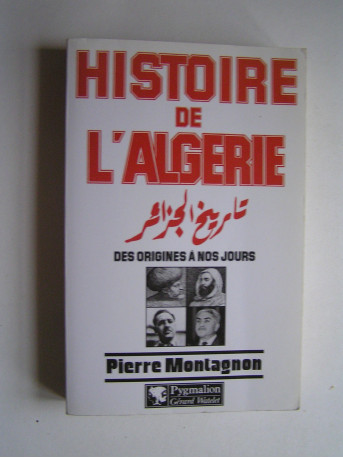 HISTOIRE
DE
L'ALGERIE
تاريخ الجزائر
DES ORIGINES À NOS JOURS
Pierre Montagnon
Pygmalion
Gérard Watelet